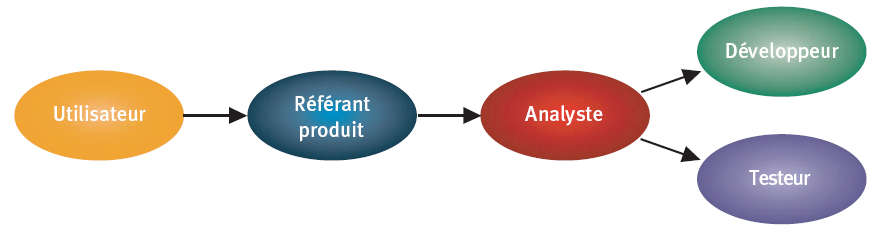 Utilisateur
Référant
produit
Analyste
Développeur
Testeur